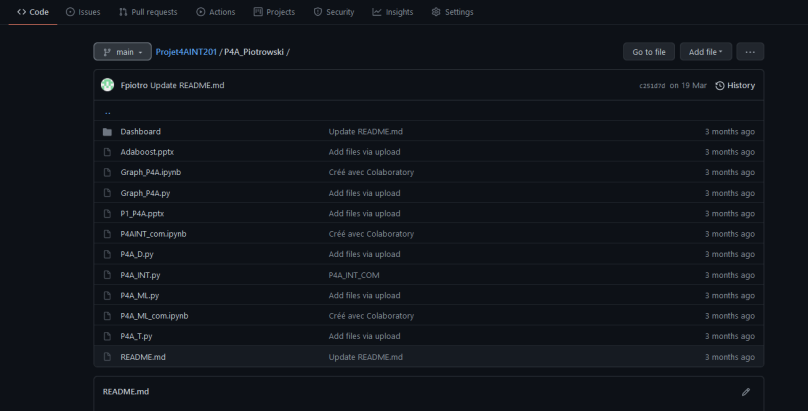 Code Issues Pull requests Actions Projects Security Insights Settings
main Projet4AINT201 / P4A_Piotrowski / Go to file Add file
Fpiotro Update README.md c251d7d on 19 Mar History
..
Dashboard Update README.md 3 months ago
Adaboost.pptx Add files via upload 3 months ago
Graph_P4A.ipynb Créé avec Colaboratory 3 months ago
Graph_P4A.py Add files via upload 3 months ago
P1_P4A.pptx Add files via upload 3 months ago
P4AINT_com.ipynb Créé avec Colaboratory 3 months ago
P4A_D.py Add files via upload 3 months ago
P4A_INT.py P4A_INT_COM 3 months ago
P4A_ML.py Add files via upload 3 months ago
P4A_ML_com.ipynb Créé avec Colaboratory 3 months ago
P4A_T.py Add files via upload 3 months ago
README.md Update README.md 3 months ago
README.md